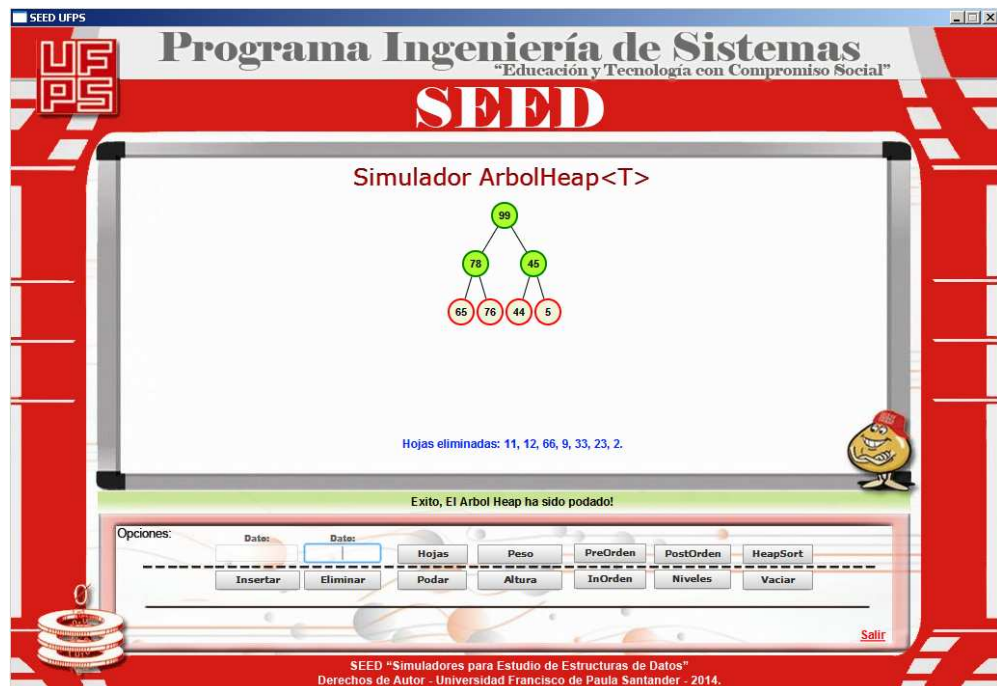 SEED UFPS
UFPS
Programa Ingeniería de Sistemas
“Educación y Tecnología con Compromiso Social”
SEED
Simulador ArbolHeap<T>
99
78 45
65 76 44 5
Hojas eliminadas: 11, 12, 66, 9, 33, 23, 2.
Exito, El Arbol Heap ha sido podado!
Opciones:
Dato: Dato:
Hojas Peso PreOrden PostOrden HeapSort
Insertar Eliminar Podar Altura InOrden Niveles Vaciar
Salir
SEED “Simuladores para Estudio de Estructuras de Datos”
Derechos de Autor - Universidad Francisco de Paula Santander - 2014.